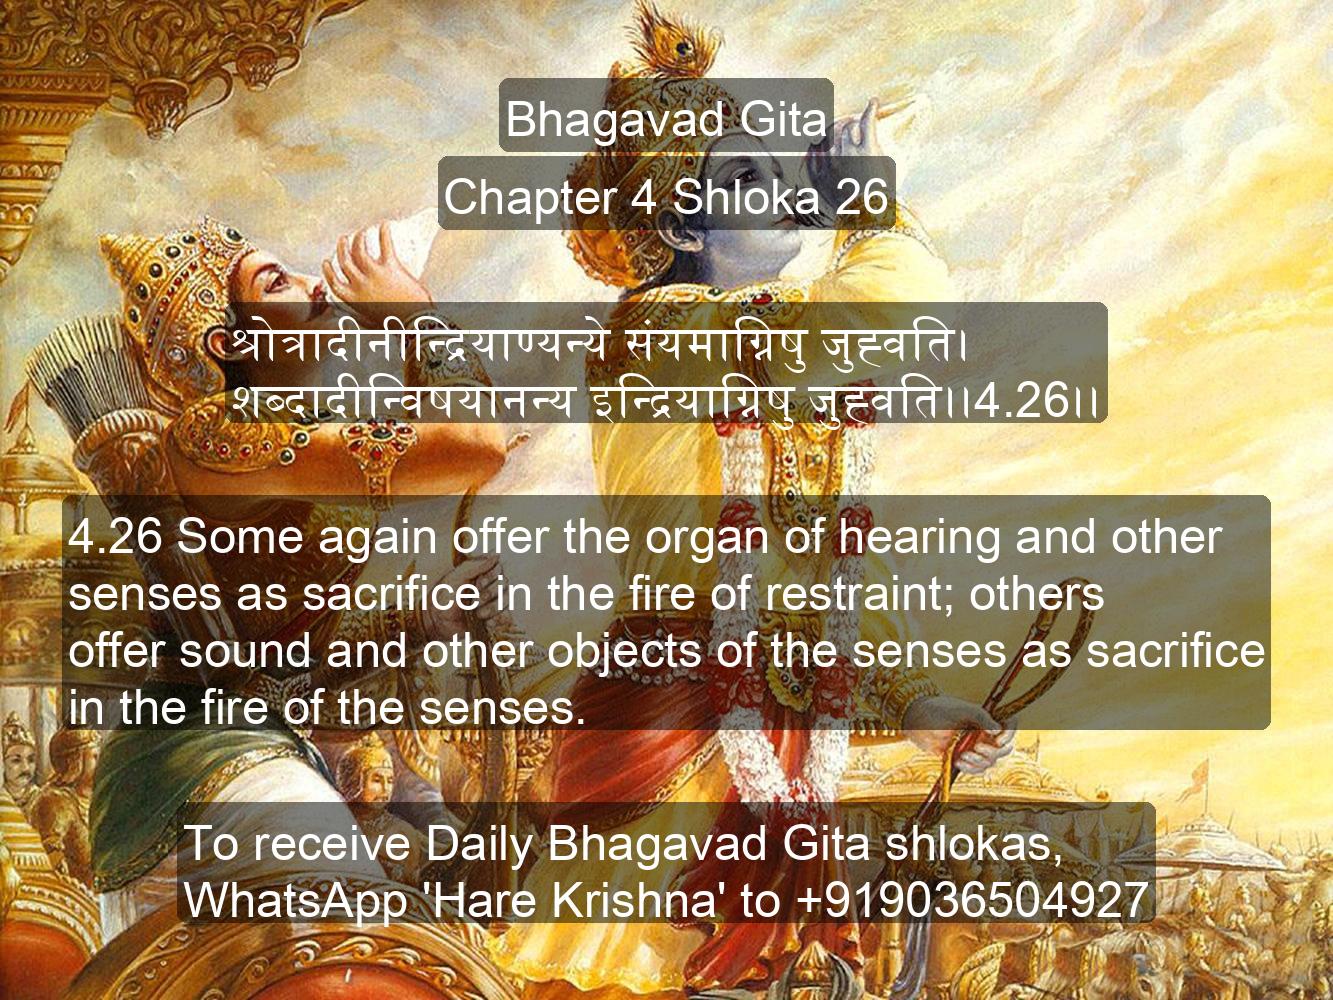 Bhagavad Gita
Chapter 4 Shloka 26
श्रोत्रादीनीन्द्रियाण्यन्ये संयमाग्निषु जुह्वति।
शब्दादीन्विषयानन्य इन्द्रियाग्निषु जुह्वति।।4.26।।
4.26 Some again offer the organ of hearing and other
senses as sacrifice in the fire of restraint; others
offer sound and other objects of the senses as sacrifice
in the fire of the senses.
To receive Daily Bhagavad Gita shlokas,
WhatsApp 'Hare Krishna' to +919036504927